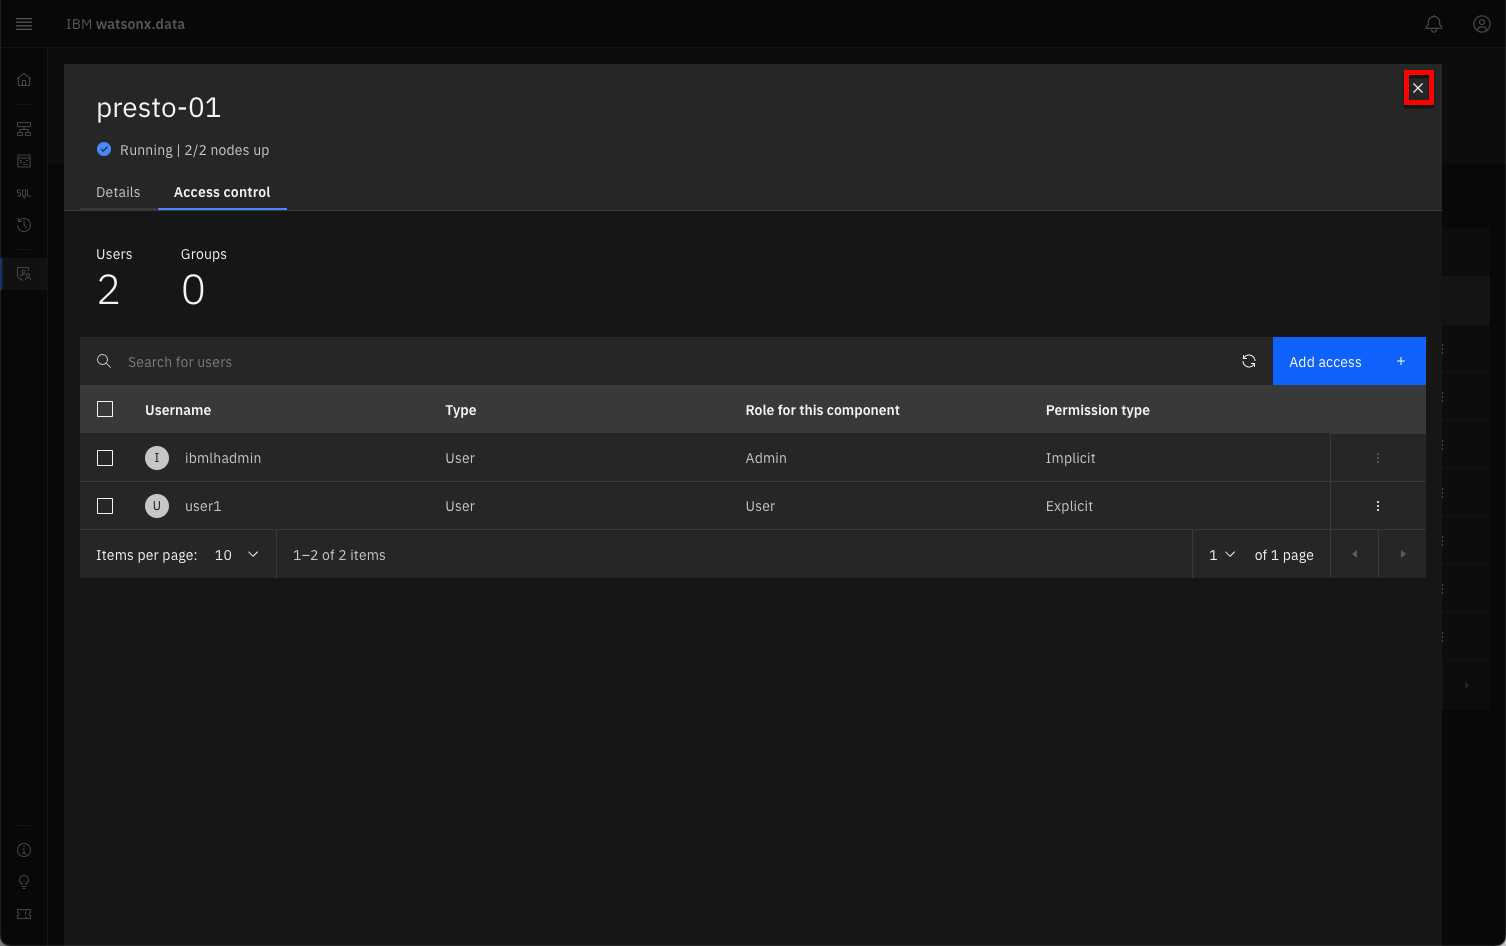 IBM watsonx.data
presto-01
Running | 2/2 nodes up
Details Access control
Users Groups
2 0
SQL
Search for users
Add access +
Username Type Role for this component Permission type
I ibmlhadmin User Admin Implicit
U user1 User User Explicit
Items per page: 10 1–2 of 2 items 1 of 1 page